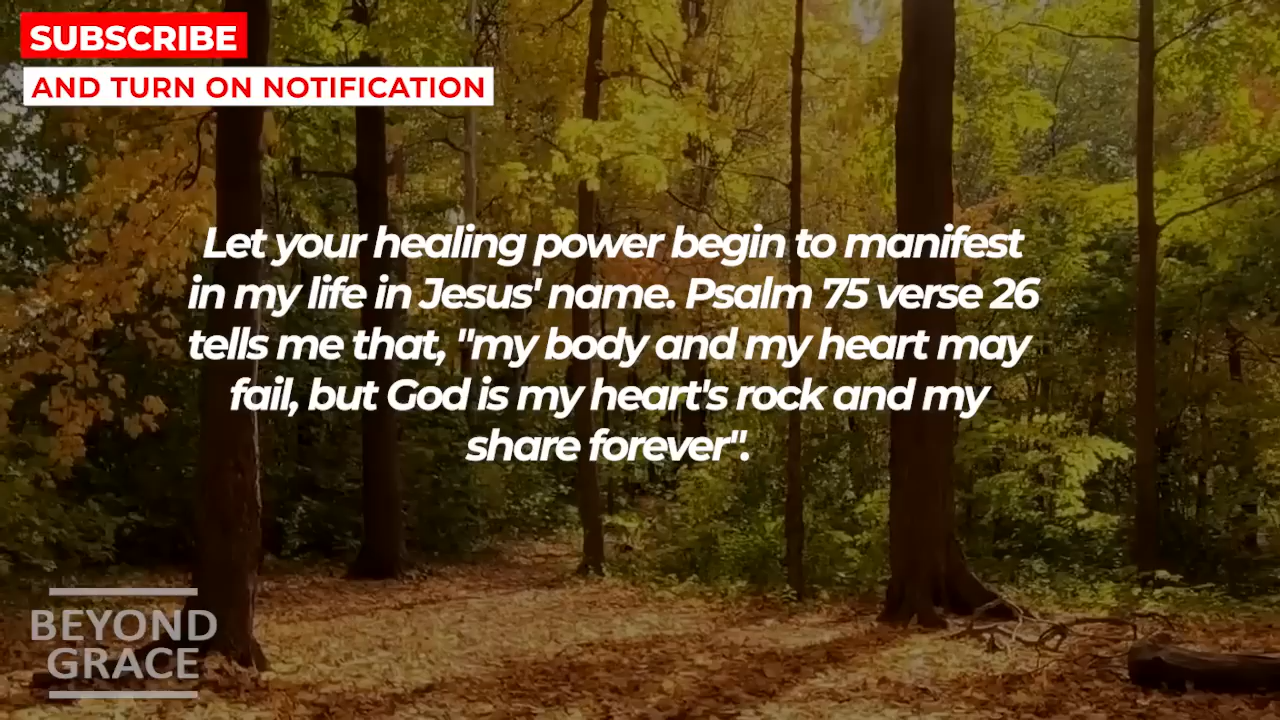 SUBSCRIBE
AND TURN ON NOTIFICATION
Let your healing power begin to manifest
in my life in Jesus' name. Psalm 75 verse 26
tells me that, "my body and my heart may
fail, but God is my heart's rock and my
share forever".
BEYOND
GRACE